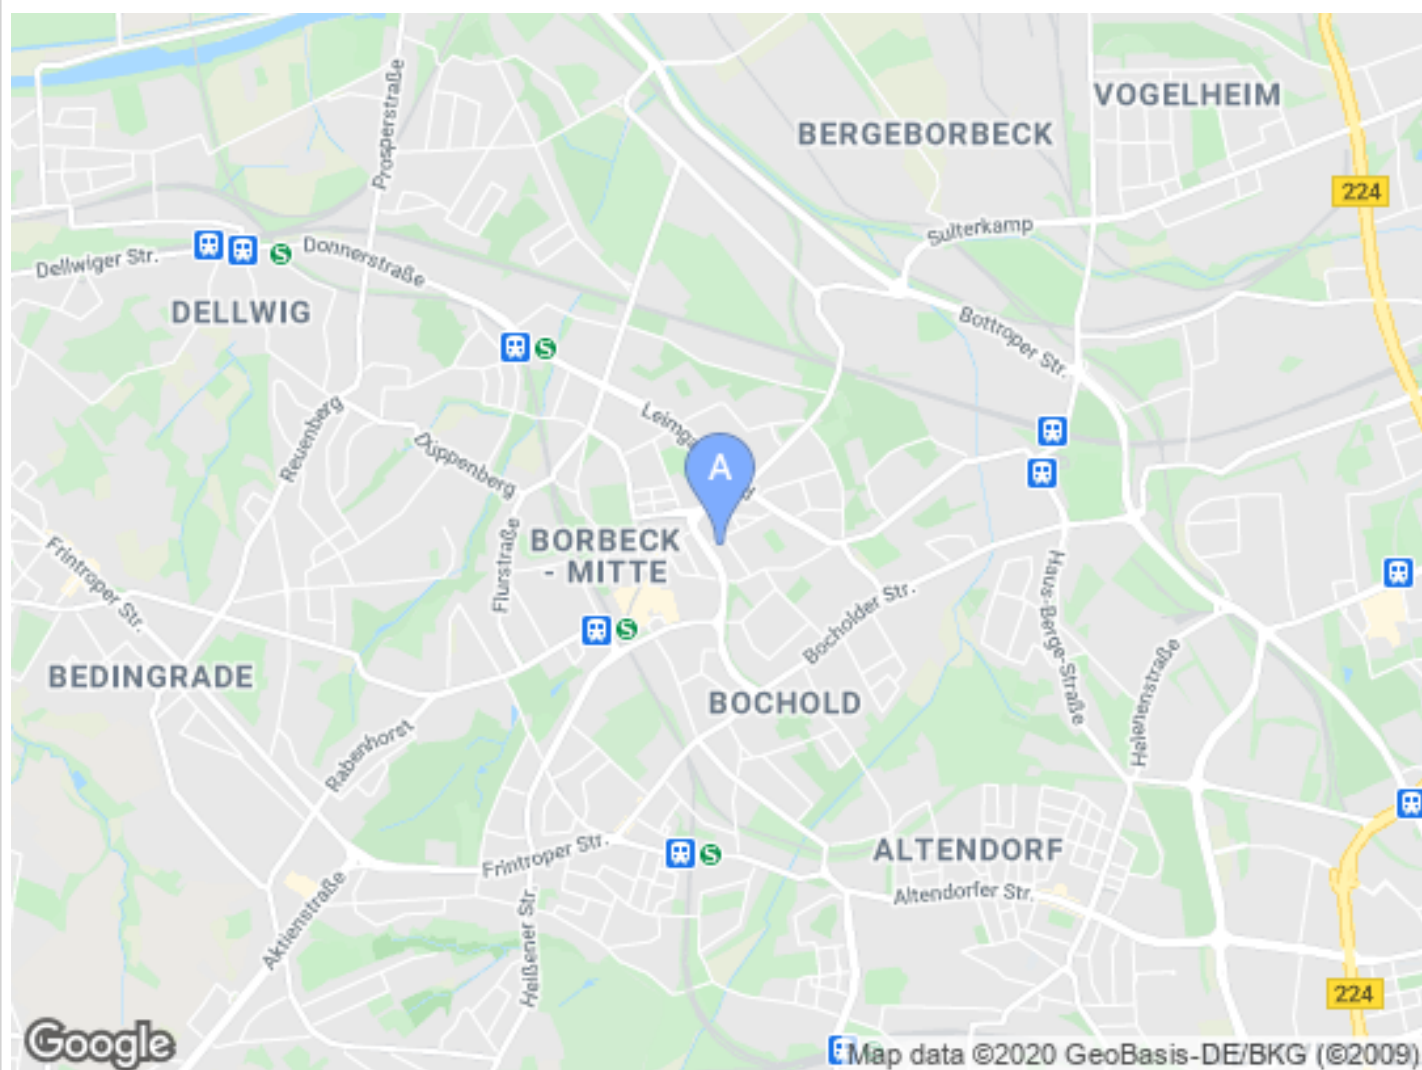 VOGELHEIM
BERGEBORBECK
Prosperstraße
224
Sulterkamp
Dellwiger Str.
S
Donnerstraße
DELLWIG
Bottroper Str.
S
Reuenberg
Düppenberg
A
Flurstraße
BORBECK
- MITTE
Frintroper Str.
Haus-Berge-Straße
Bocholder Str.
S
Helenenstraße
BEDINGRADE
BOCHOLD
Rabenhorst
Frintroper Str.
S
ALTENDORF
Altendorfer Str.
Aktienstraße
Heißener Str.
224
Google
Map data ©2020 GeoBasis-DE/BKG (©2009)